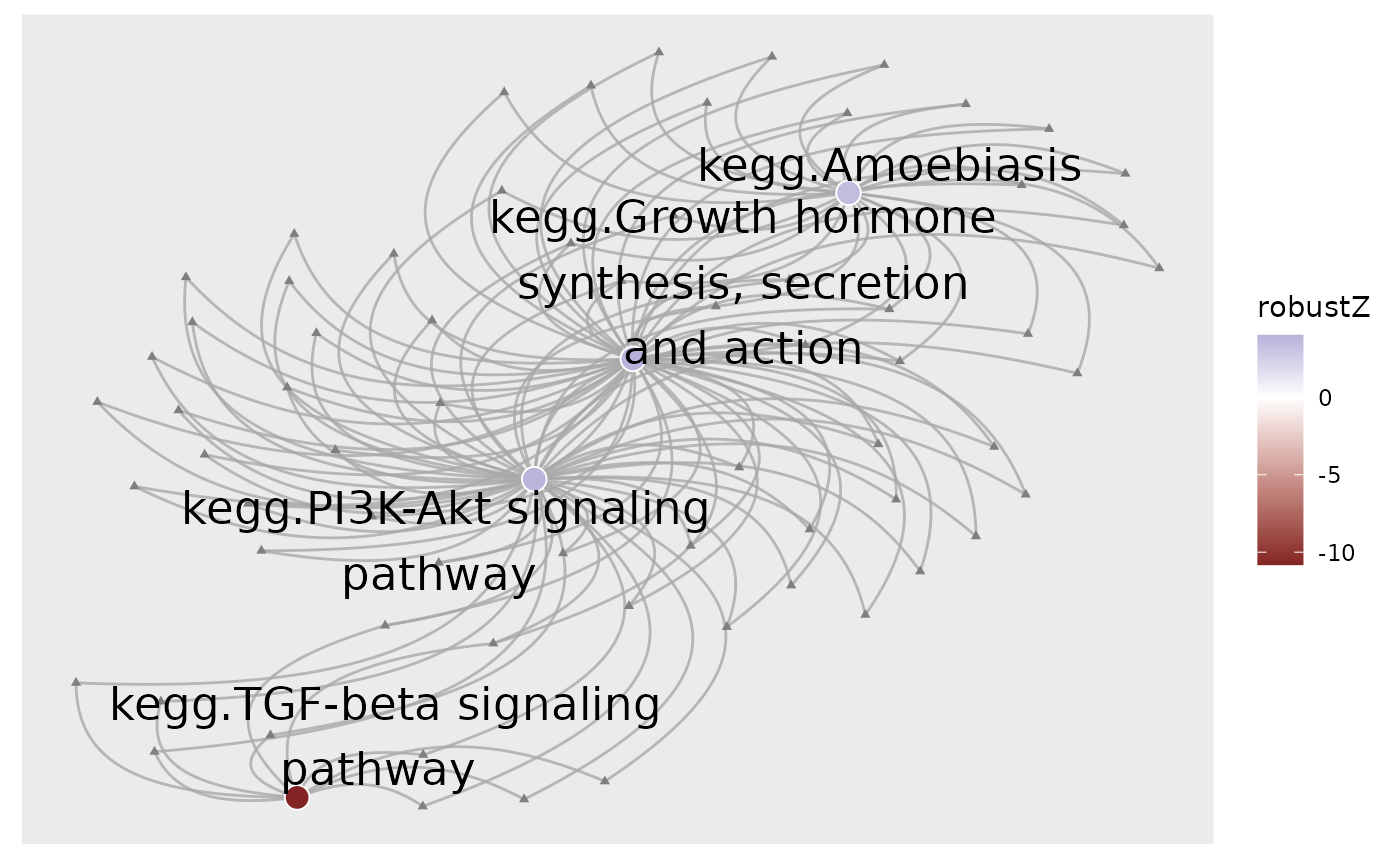 kegg.Amoebiasis
kegg.Growth hormone
synthesis, secretion
and action
kegg.PI3K-Akt signaling
pathway
kegg.TGF-beta signaling
pathway
robustZ
0
-5
-10